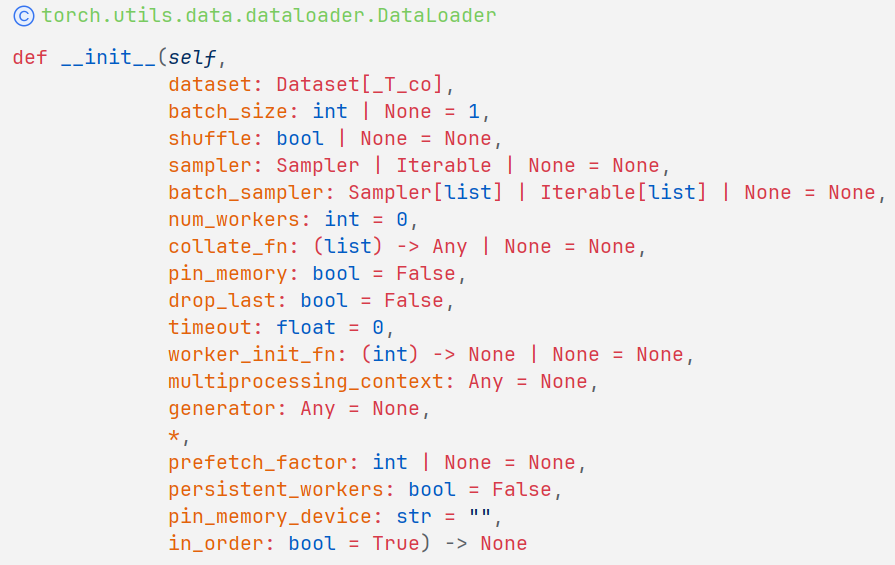 © torch.utils.data.dataloader.DataLoader
def __init__(self,
dataset: Dataset[_T_co],
batch_size: int | None = 1,
shuffle: bool | None = None,
sampler: Sampler | Iterable | None = None,
batch_sampler: Sampler[list] | Iterable[list] | None = None,
num_workers: int = 0,
collate_fn: (list) -> Any | None = None,
pin_memory: bool = False,
drop_last: bool = False,
timeout: float = 0,
worker_init_fn: (int) -> None | None = None,
multiprocessing_context: Any = None,
generator: Any = None,
*,
prefetch_factor: int | None = None,
persistent_workers: bool = False,
pin_memory_device: str = "",
in_order: bool = True) -> None